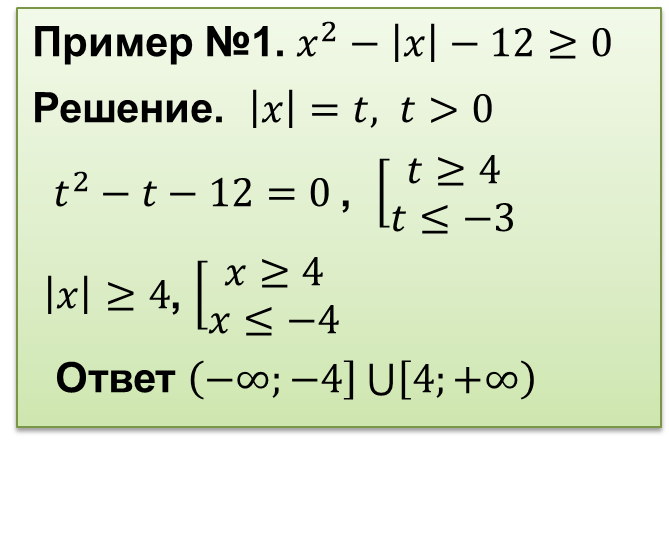 Пример №1. x² − |x| − 12 ≥ 0
Решение. |x| = t, t > 0
t² − t − 12 = 0 , [ t ≥ 4
t ≤ −3
|x| ≥ 4, [ x ≥ 4
x ≤ −4
Ответ (−∞; −4] ∪[4; +∞)